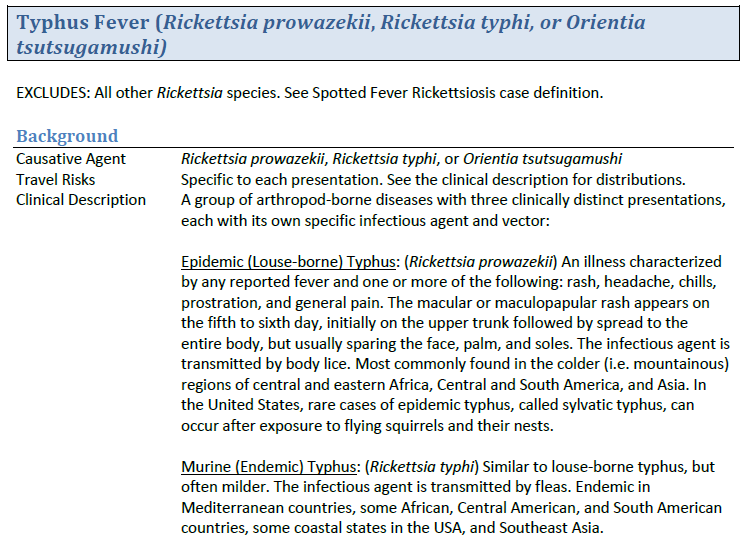 Typhus Fever (Rickettsia prowazekii, Rickettsia typhi, or Orientia
tsutsugamushi)
EXCLUDES: All other Rickettsia species. See Spotted Fever Rickettsiosis case definition.
Background
Causative Agent Rickettsia prowazekii, Rickettsia typhi, or Orientia tsutsugamushi
Travel Risks Specific to each presentation. See the clinical description for distributions.
Clinical Description A group of arthropod-borne diseases with three clinically distinct presentations,
each with its own specific infectious agent and vector:
Epidemic (Louse-borne) Typhus: (Rickettsia prowazekii) An illness characterized
by any reported fever and one or more of the following: rash, headache, chills,
prostration, and general pain. The macular or maculopapular rash appears on
the fifth to sixth day, initially on the upper trunk followed by spread to the
entire body, but usually sparing the face, palm, and soles. The infectious agent is
transmitted by body lice. Most commonly found in the colder (i.e. mountainous)
regions of central and eastern Africa, Central and South America, and Asia. In
the United States, rare cases of epidemic typhus, called sylvatic typhus, can
occur after exposure to flying squirrels and their nests.
Murine (Endemic) Typhus: (Rickettsia typhi) Similar to louse-borne typhus, but
often milder. The infectious agent is transmitted by fleas. Endemic in
Mediterranean countries, some African, Central American, and South American
countries, some coastal states in the USA, and Southeast Asia.